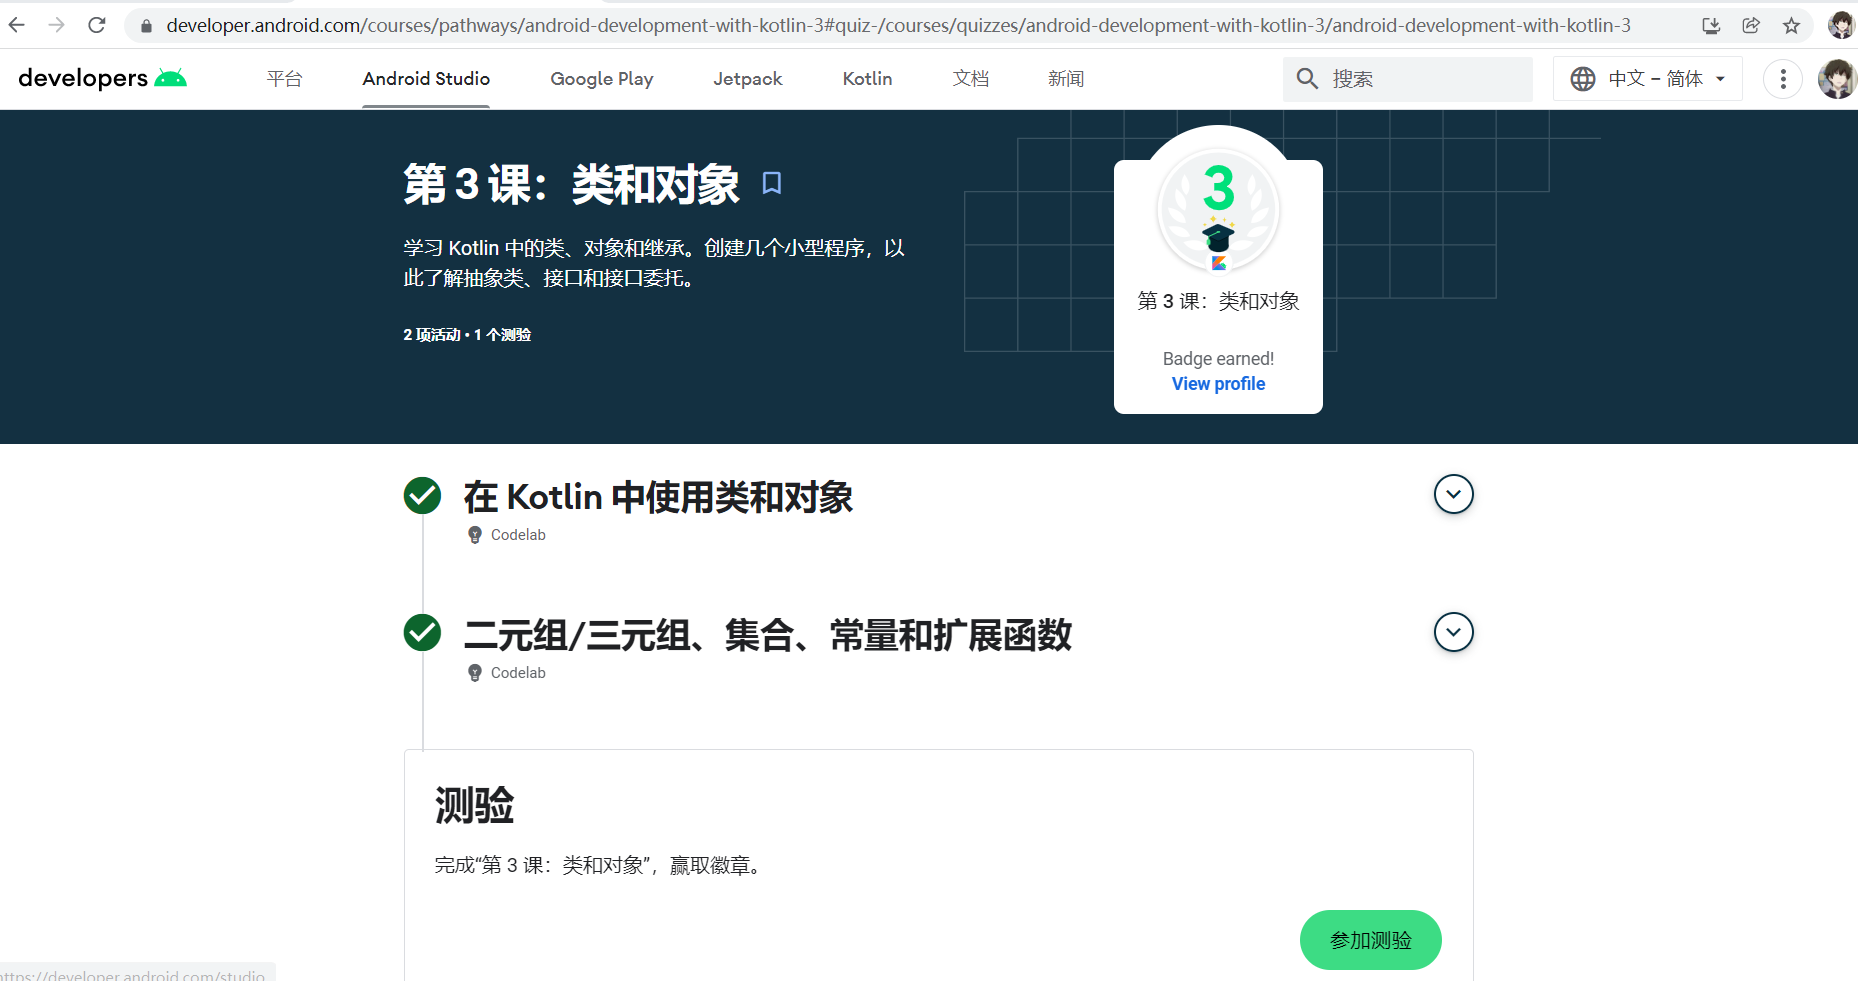 developer.android.com/courses/pathways/android-development-with-kotlin-3#quiz-/courses/quizzes/android-development-with-kotlin-3/android-development-with-kotlin-3
developers 平台 Android Studio Google Play Jetpack Kotlin 文档 新闻 搜索 中文 – 简体
第 3 课：类和对象
学习 Kotlin 中的类、对象和继承。创建几个小型程序，以
此了解抽象类、接口和接口委托。
2 项活动 • 1 个测验
3
第 3 课：类和对象
Badge earned!
View profile
在 Kotlin 中使用类和对象
Codelab
二元组/三元组、集合、常量和扩展函数
Codelab
测验
完成“第 3 课：类和对象”，赢取徽章。
参加测验
https://developer.android.com/studio